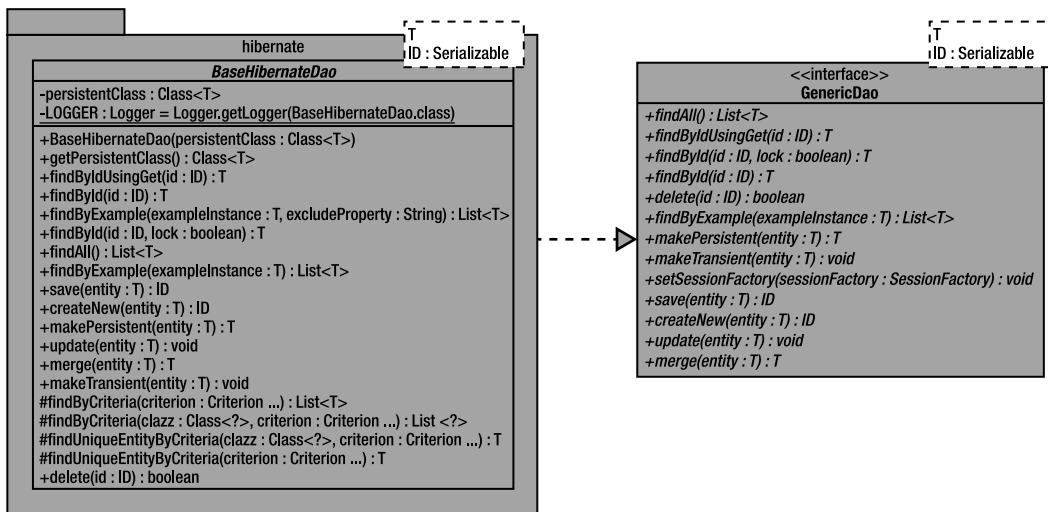 hibernate
T
ID : Serializable
BaseHibernateDao
-persistentClass : Class<T>
-LOGGER : Logger = Logger.getLogger(BaseHibernateDao.class)
+BaseHibernateDao(persistentClass : Class<T>)
+getPersistentClass() : Class<T>
+findByIdUsingGet(id : ID) : T
+findById(id : ID) : T
+findByExample(exampleInstance : T, excludeProperty : String) : List<T>
+findById(id : ID, lock : boolean) : T
+findAll() : List<T>
+findByExample(exampleInstance : T) : List<T>
+save(entity : T) : ID
+createNew(entity : T) : ID
+makePersistent(entity : T) : T
+update(entity : T) : void
+merge(entity : T) : T
+makeTransient(entity : T) : void
#findByCriteria(criterion : Criterion ...) : List<T>
#findByCriteria(clazz : Class<?>, criterion : Criterion ...) : List <?>
#findUniqueEntityByCriteria(clazz : Class<?>, criterion : Criterion ...) : T
#findUniqueEntityByCriteria(criterion : Criterion ...) : T
+delete(id : ID) : boolean
T
ID : Serializable
<<interface>>
GenericDao
+findAll() : List<T>
+findByIdUsingGet(id : ID) : T
+findById(id : ID, lock : boolean) : T
+findById(id : ID) : T
+delete(id : ID) : boolean
+findByExample(exampleInstance : T) : List<T>
+makePersistent(entity : T) : T
+makeTransient(entity : T) : void
+setSessionFactory(sessionFactory : SessionFactory) : void
+save(entity : T) : ID
+createNew(entity : T) : ID
+update(entity : T) : void
+merge(entity : T) : T